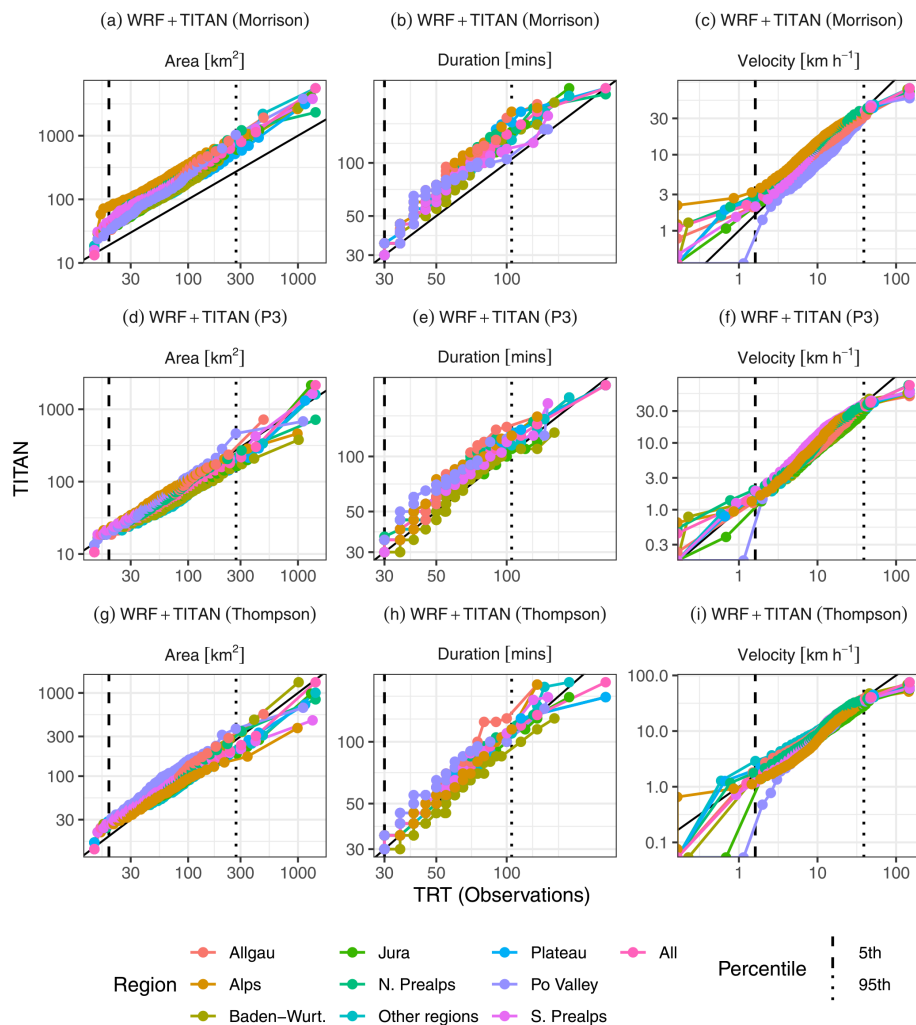 (a) WRF+TITAN (Morrison)
(b) WRF+TITAN (Morrison)
(c) WRF+TITAN (Morrison)
Area [km²]
Duration [mins]
Velocity [km h⁻¹]
1000
100
10
30 100 300 1000
100
50
30
30 50 100
30
10
3
1
1 10 100
(d) WRF+TITAN (P3)
(e) WRF+TITAN (P3)
(f) WRF+TITAN (P3)
Area [km²]
Duration [mins]
Velocity [km h⁻¹]
1000
100
10
30 100 300 1000
100
50
30
30 50 100
30.0
10.0
3.0
1.0
0.3
1 10 100
TITAN
(g) WRF+TITAN (Thompson)
(h) WRF+TITAN (Thompson)
(i) WRF+TITAN (Thompson)
Area [km²]
Duration [mins]
Velocity [km h⁻¹]
1000
300
100
30
30 100 300 1000
100
50
30
30 50 100
100.0
10.0
1.0
0.1
1 10 100
TRT (Observations)
Region
Allgau
Alps
Baden−Wurt.
Jura
N. Prealps
Other regions
Plateau
Po Valley
S. Prealps
All
Percentile
5th
95th